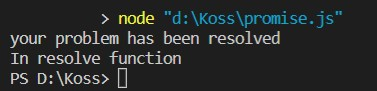 > node "d:\Koss\promise.js"
your problem has been resolved
In resolve function
PS D:\Koss>